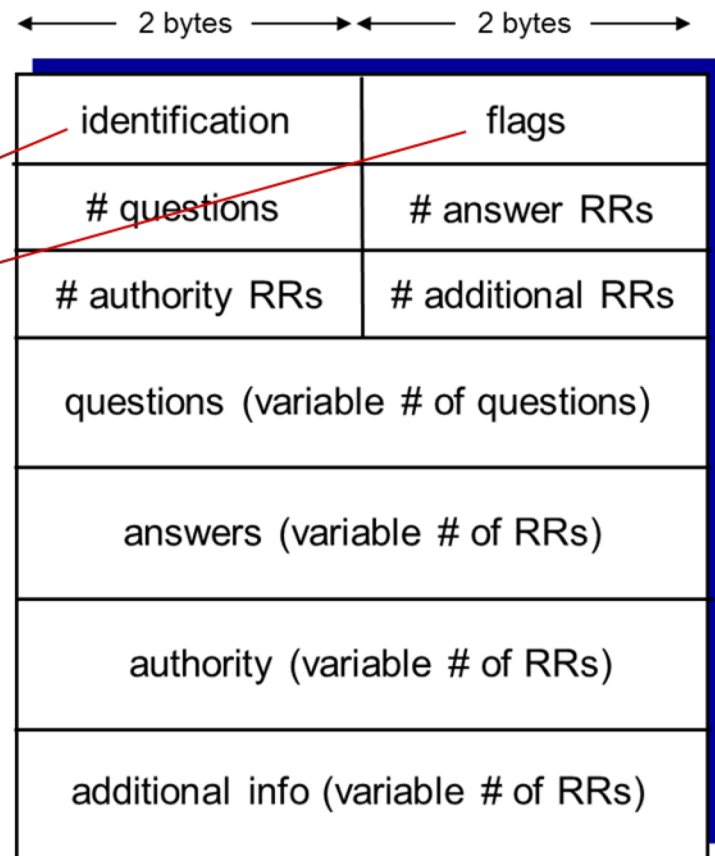 2 bytes 2 bytes
identification flags
# questions # answer RRs
# authority RRs # additional RRs
questions (variable # of questions)
answers (variable # of RRs)
authority (variable # of RRs)
additional info (variable # of RRs)